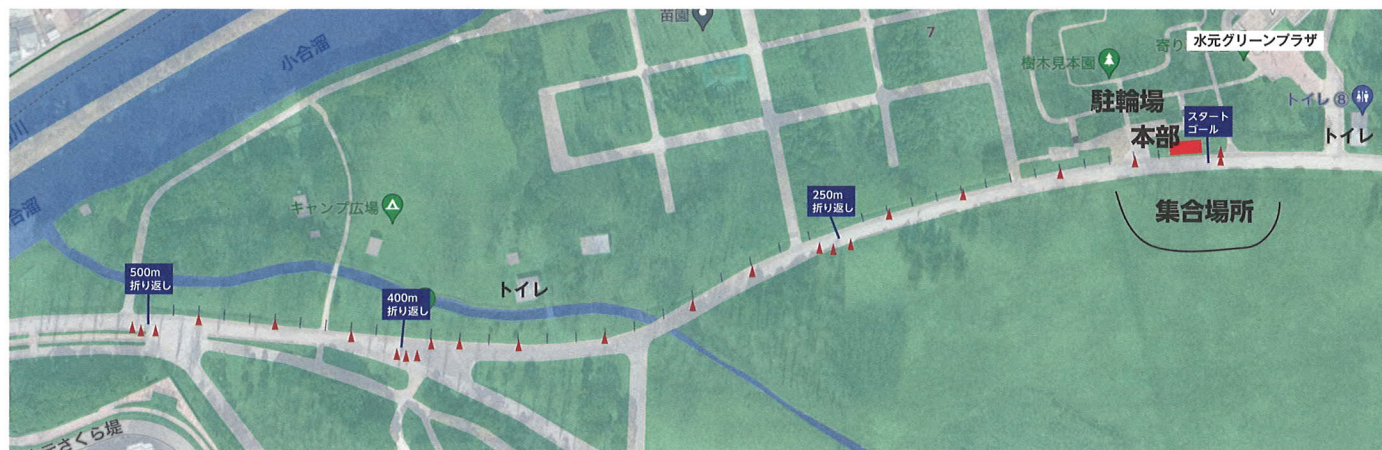 苗園
7
水元グリーンプラザ
寄り
小合溜
樹木見本園
駐輪場
トイレ ⑧
スタート
ゴール
本部
トイレ
川
キャンプ広場
250m
折り返し
集合場所
合溜
500m
折り返し
トイレ
400m
折り返し
元さくら堤